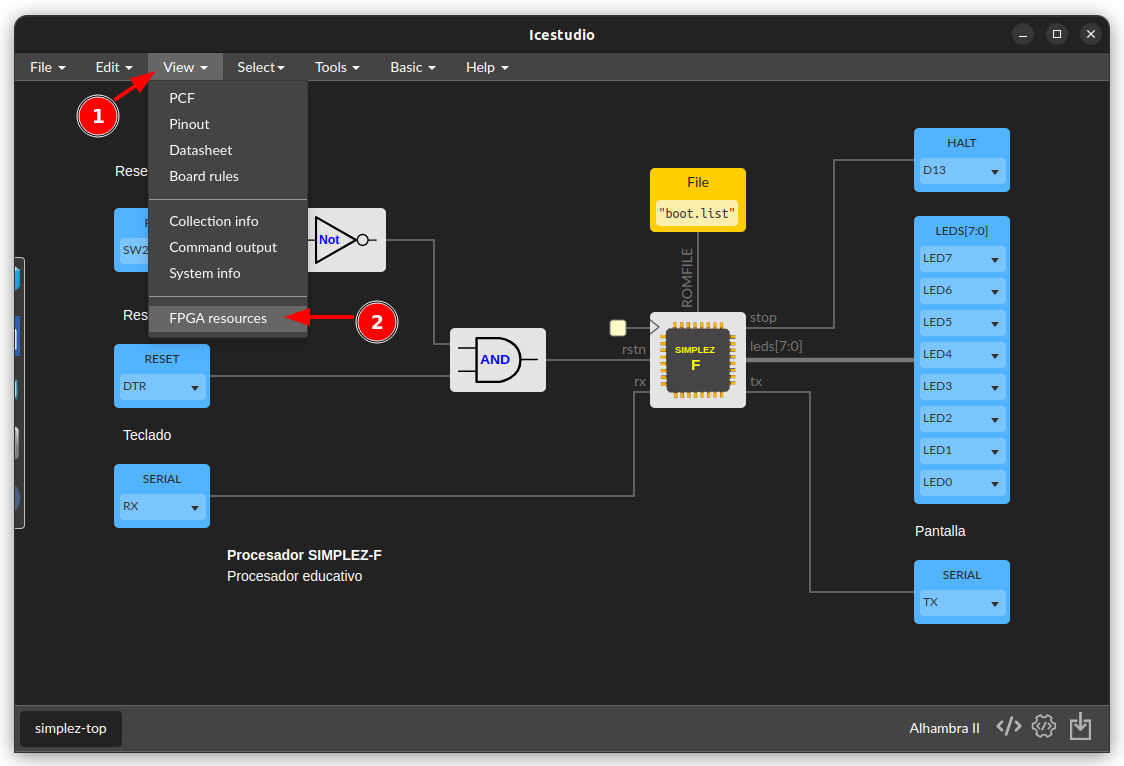 Icestudio
File
Edit
View
Select
Tools
Basic
Help
1
PCF
Pinout
Datasheet
Board rules
Collection info
Command output
System info
FPGA resources
2
Rese
SW2
Not
Res
RESET
DTR
Teclado
SERIAL
RX
AND
File
"boot.list"
ROMFILE
rstn
rx
SIMPLEZ
F
stop
leds[7:0]
tx
HALT
D13
LEDS[7:0]
LED7
LED6
LED5
LED4
LED3
LED2
LED1
LED0
Pantalla
SERIAL
TX
Procesador SIMPLEZ-F
Procesador educativo
simplez-top
Alhambra II